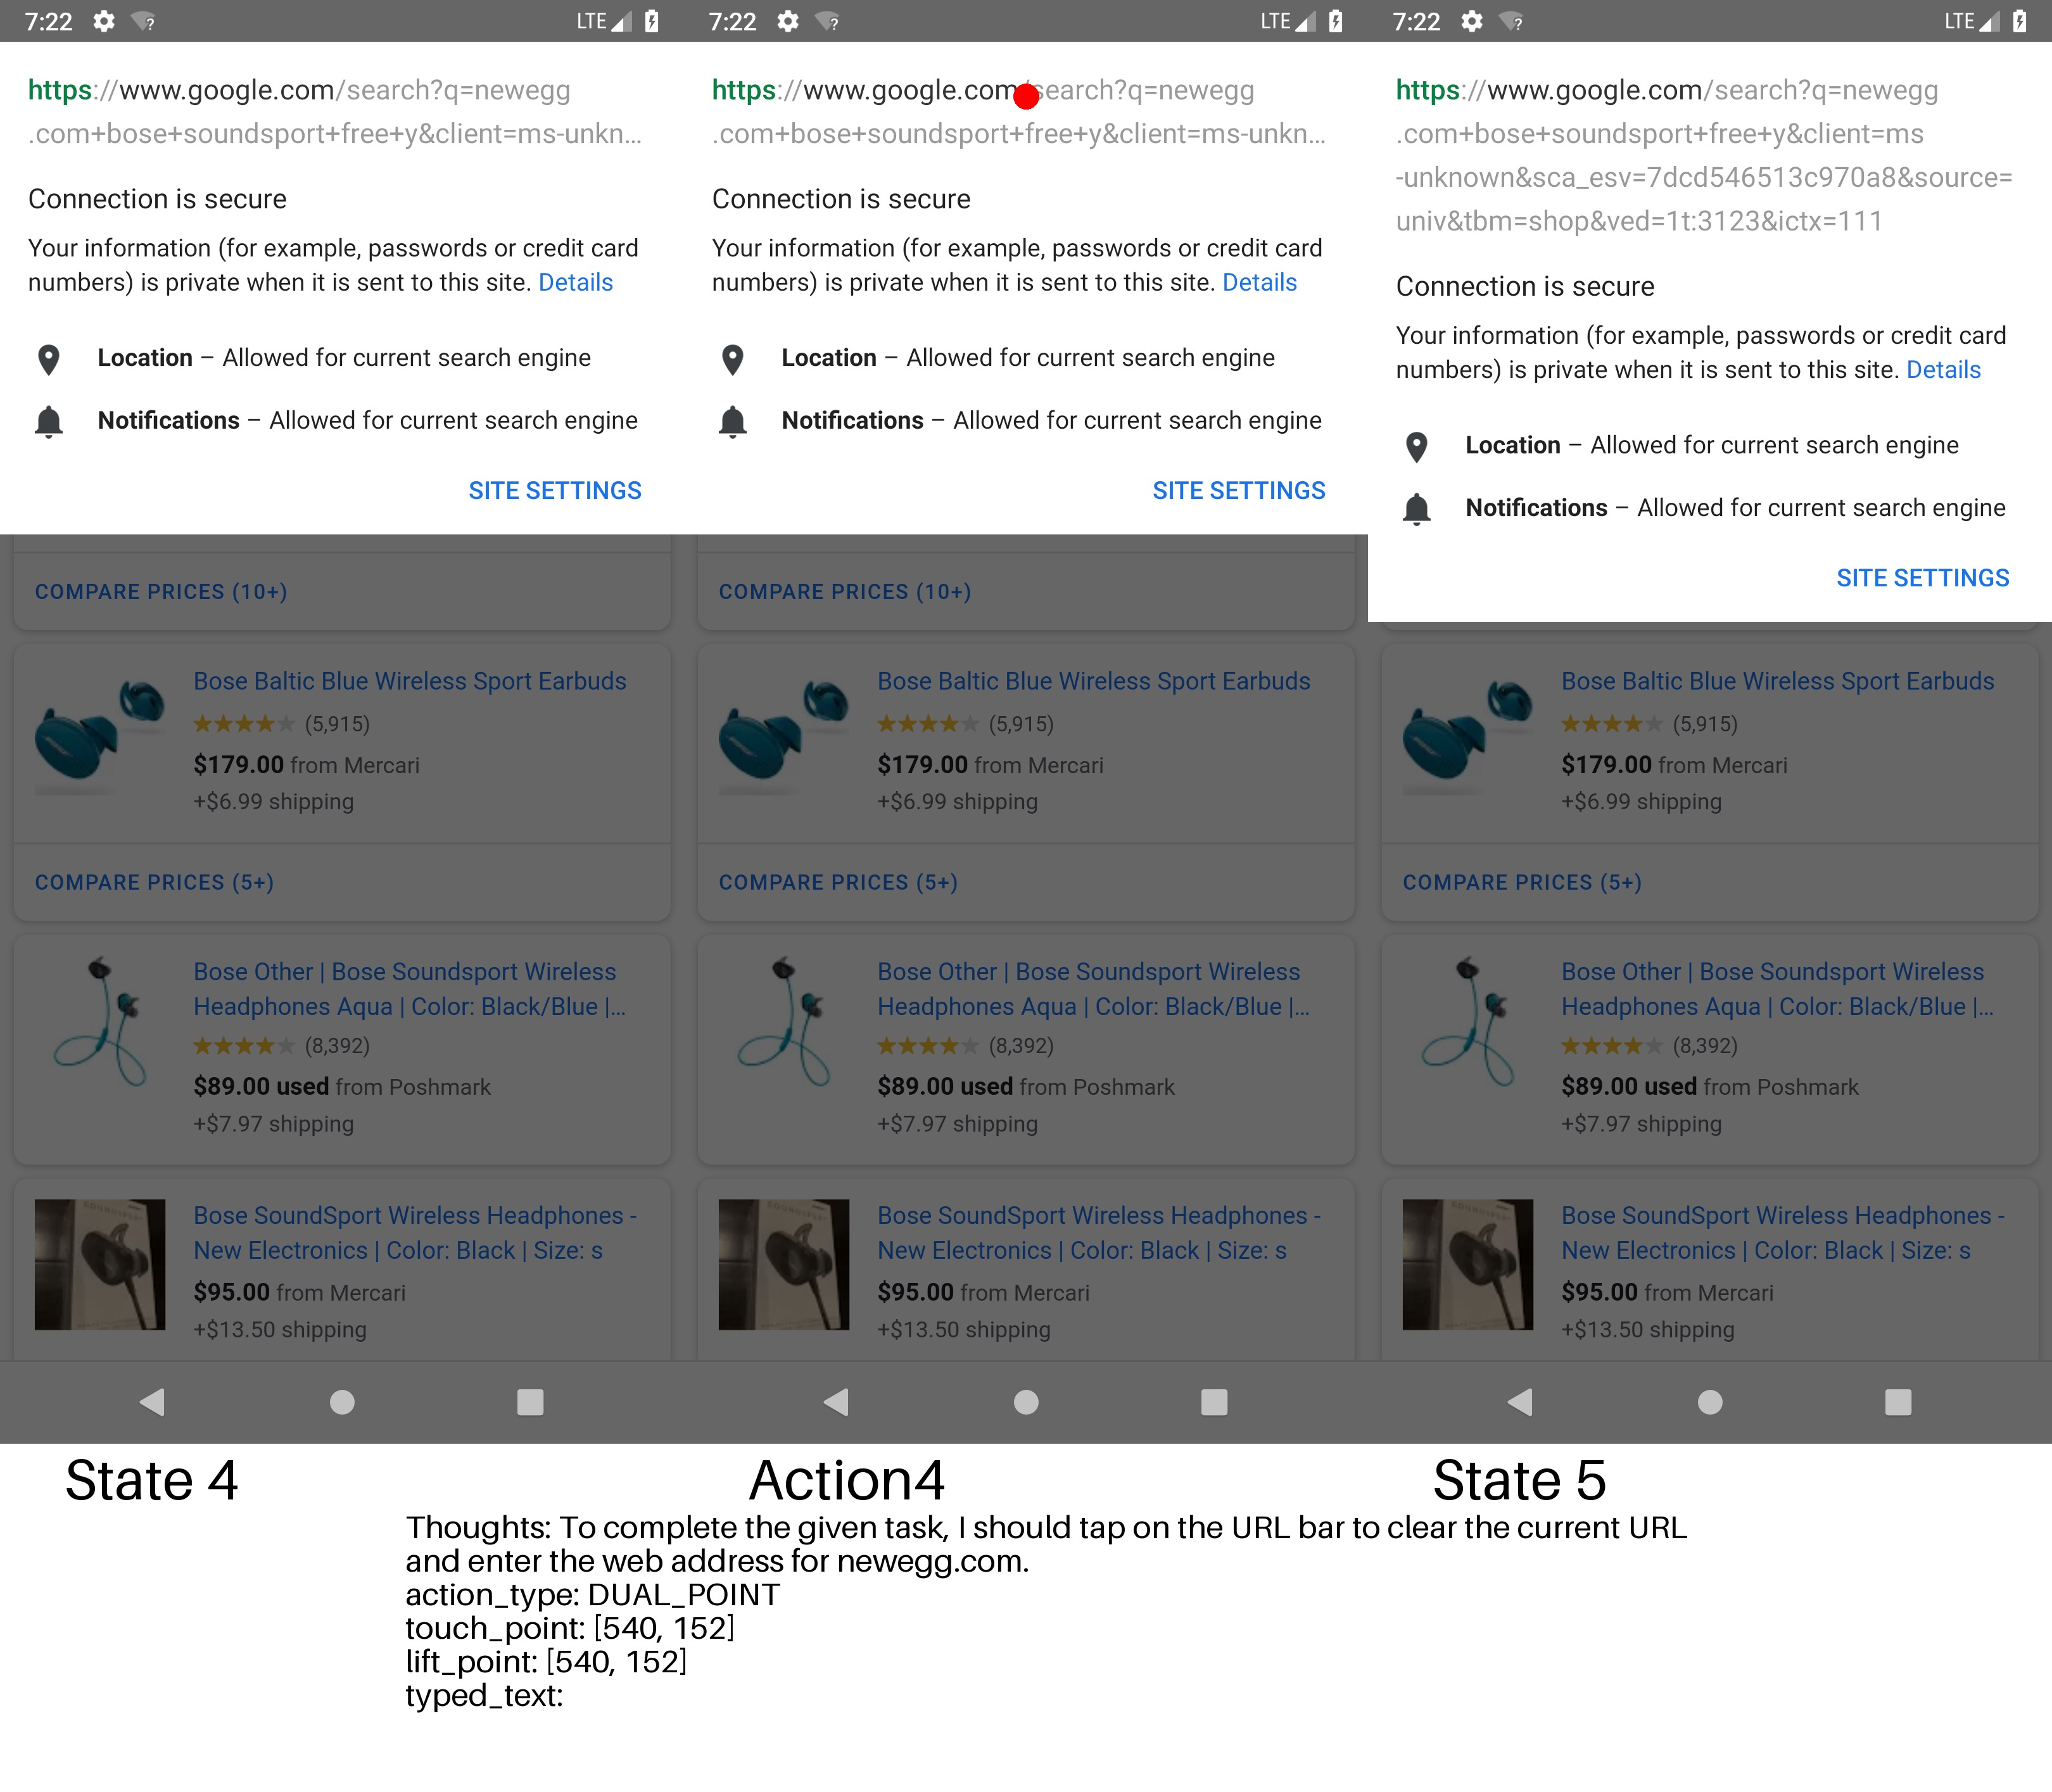 7:22
LTE
https://www.google.com/search?q=newegg
.com+bose+soundsport+free+y&client=ms-unkn...
Connection is secure
Your information (for example, passwords or credit card
numbers) is private when it is sent to this site. Details
Location – Allowed for current search engine
Notifications – Allowed for current search engine
SITE SETTINGS
COMPARE PRICES (10+)
Bose Baltic Blue Wireless Sport Earbuds
(5,915)
$179.00 from Mercari
+$6.99 shipping
COMPARE PRICES (5+)
Bose Other | Bose Soundsport Wireless
Headphones Aqua | Color: Black/Blue |...
(8,392)
$89.00 used from Poshmark
+$7.97 shipping
Bose SoundSport Wireless Headphones -
New Electronics | Color: Black | Size: s
$95.00 from Mercari
+$13.50 shipping
State 4
7:22
LTE
https://www.google.com/search?q=newegg
.com+bose+soundsport+free+y&client=ms-unkn...
Connection is secure
Your information (for example, passwords or credit card
numbers) is private when it is sent to this site. Details
Location – Allowed for current search engine
Notifications – Allowed for current search engine
SITE SETTINGS
COMPARE PRICES (10+)
Bose Baltic Blue Wireless Sport Earbuds
(5,915)
$179.00 from Mercari
+$6.99 shipping
COMPARE PRICES (5+)
Bose Other | Bose Soundsport Wireless
Headphones Aqua | Color: Black/Blue |...
(8,392)
$89.00 used from Poshmark
+$7.97 shipping
Bose SoundSport Wireless Headphones -
New Electronics | Color: Black | Size: s
$95.00 from Mercari
+$13.50 shipping
Action4
7:22
LTE
https://www.google.com/search?q=newegg
.com+bose+soundsport+free+y&client=ms
-unknown&sca_esv=7dcd546513c970a8&source=
univ&tbm=shop&ved=1t:3123&ictx=111
Connection is secure
Your information (for example, passwords or credit card
numbers) is private when it is sent to this site. Details
Location – Allowed for current search engine
Notifications – Allowed for current search engine
SITE SETTINGS
Bose Baltic Blue Wireless Sport Earbuds
(5,915)
$179.00 from Mercari
+$6.99 shipping
COMPARE PRICES (5+)
Bose Other | Bose Soundsport Wireless
Headphones Aqua | Color: Black/Blue |...
(8,392)
$89.00 used from Poshmark
+$7.97 shipping
Bose SoundSport Wireless Headphones -
New Electronics | Color: Black | Size: s
$95.00 from Mercari
+$13.50 shipping
State 5
Thoughts: To complete the given task, I should tap on the URL bar to clear the current URL
and enter the web address for newegg.com.
action_type: DUAL_POINT
touch_point: [540, 152]
lift_point: [540, 152]
typed_text: